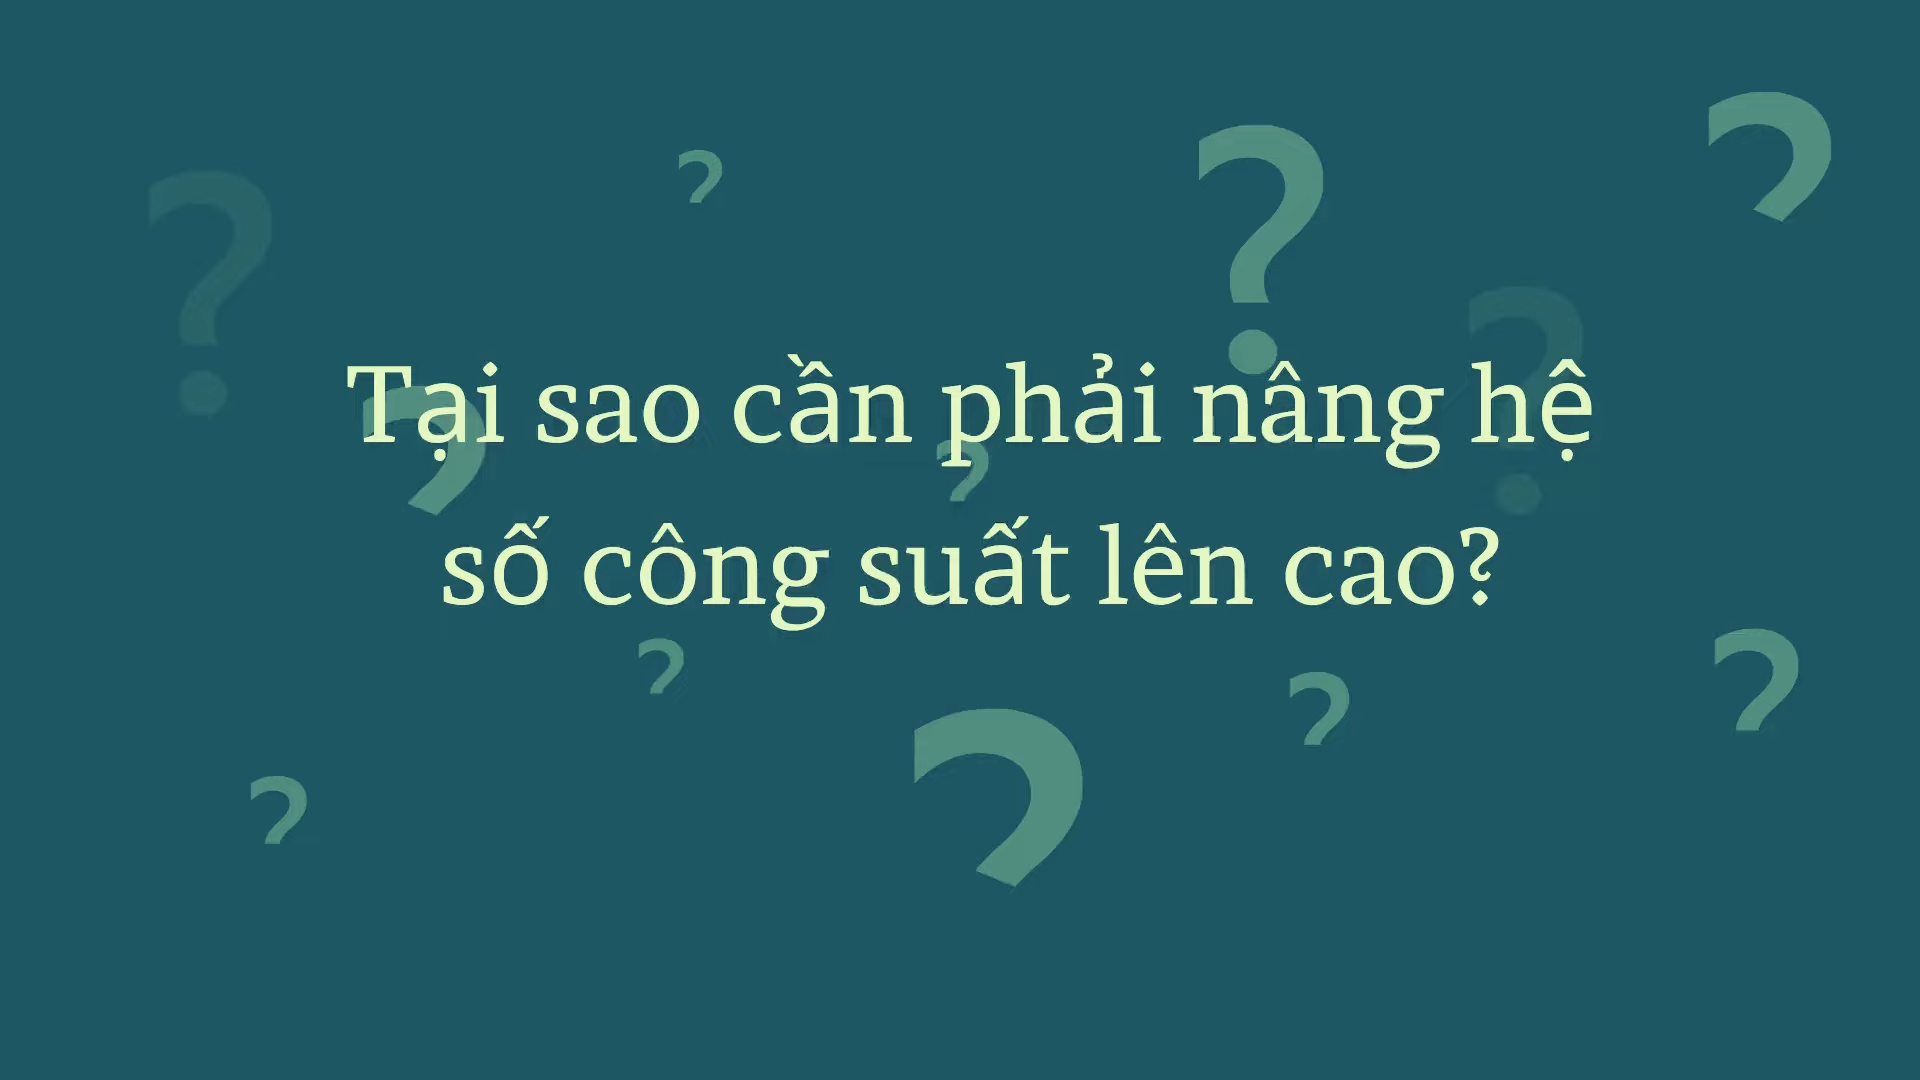 Tại sao cần phải nâng hệ
số công suất lên cao?